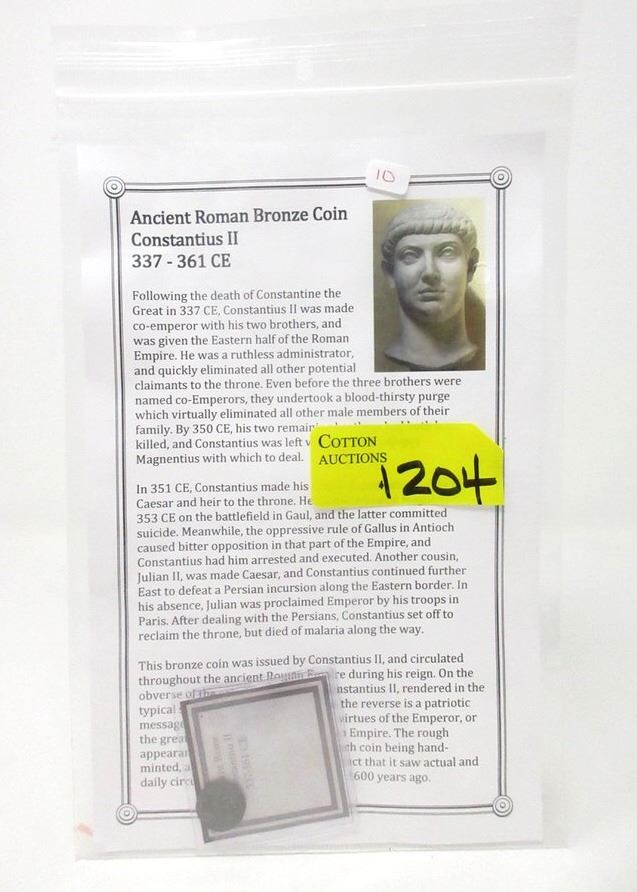 10
Ancient Roman Bronze Coin
Constantius II
337 - 361 CE
Following the death of Constantine the
Great in 337 CE, Constantius II was made
co-emperor with his two brothers, and
was given the Eastern half of the Roman
Empire. He was a ruthless administrator,
and quickly eliminated all other potential
claimants to the throne. Even before the three brothers were
named co-Emperors, they undertook a blood-thirsty purge
which virtually eliminated all other male members of their
family. By 350 CE, his two
killed, and Constantius was left
Magnentius with which to deal.
COTTON
AUCTIONS
1204
In 351 CE, Constantius made his
Caesar and heir to the throne. He
353 CE on the battlefield in Gaul, and the latter committed
suicide. Meanwhile, the oppressive rule of Gallus in Antioch
caused bitter opposition in that part of the Empire, and
Constantius had him arrested and executed. Another cousin,
Julian II, was made Caesar, and Constantius continued further
East to defeat a Persian incursion along the Eastern border. In
his absence, Julian was proclaimed Emperor by his troops in
Paris. After dealing with the Persians, Constantius set off to
reclaim the throne, but died of malaria along the way.
This bronze coin was issued by Constantius II, and circulated
throughout the ancient Roman Empire during his reign. On the
obverse of the nstantius II, rendered in the
typical the reverse is a patriotic
message virtues of the Emperor, or
the Empire. The rough
coin being hand-
minted, that it saw actual and
daily 600 years ago.
337-361 CE